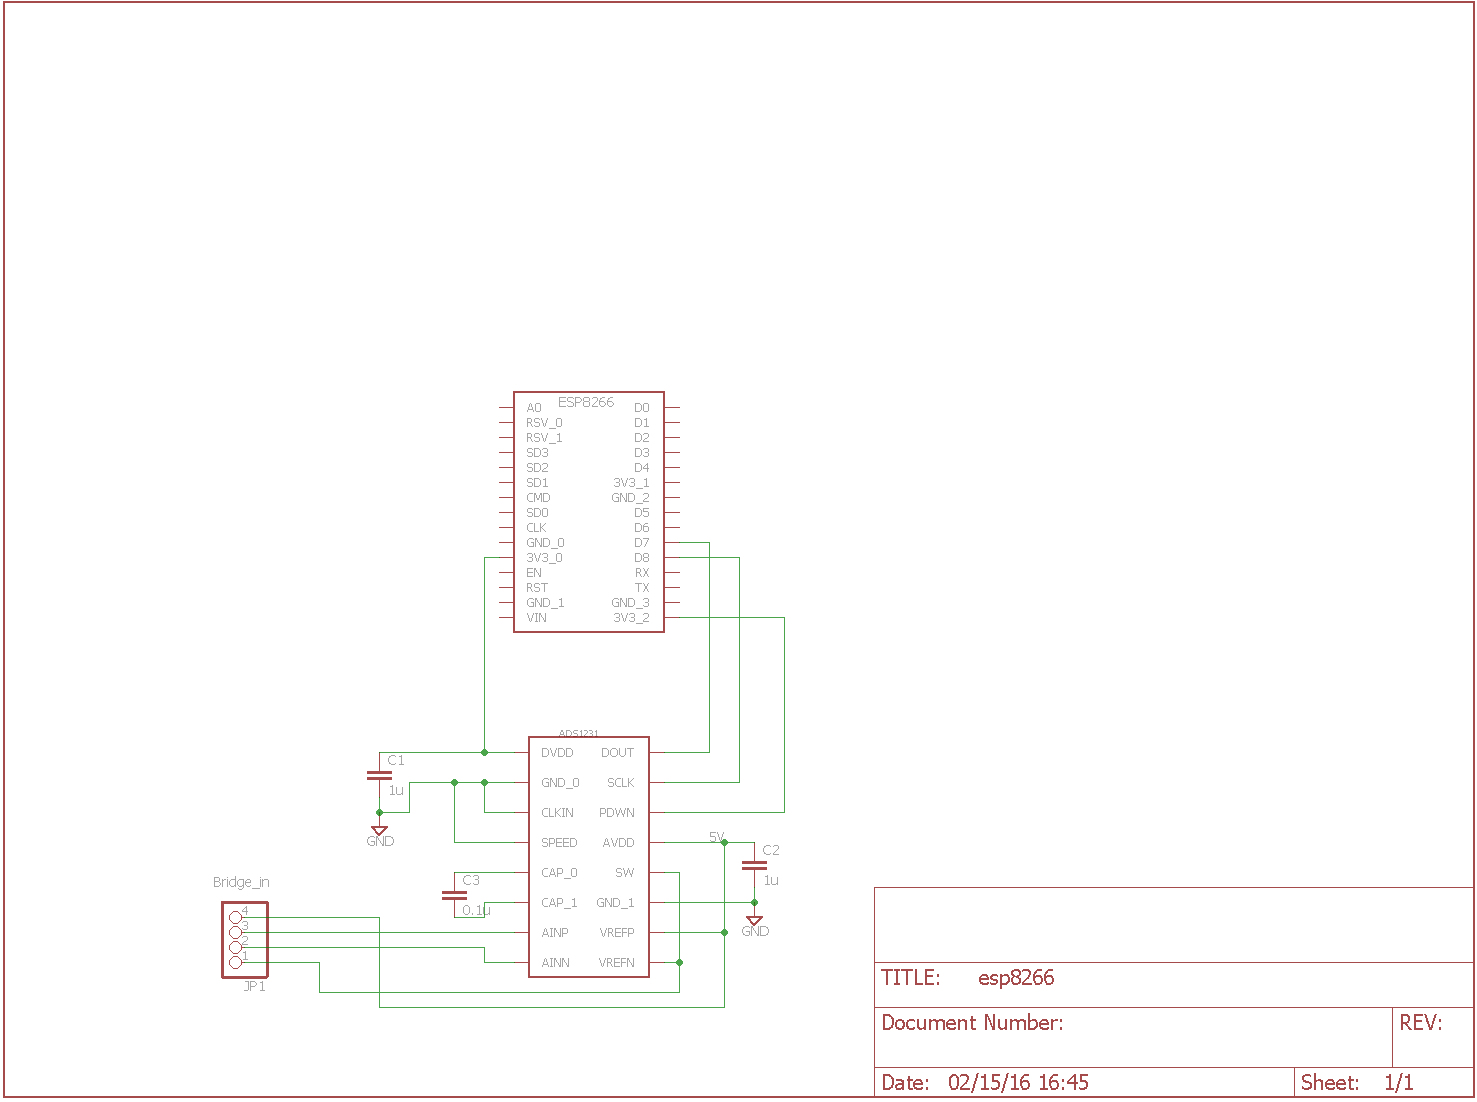 ESP8266
A0 D0
RSV_0 D1
RSV_1 D2
SD3 D3
SD2 D4
SD1 3V3_1
CMD GND_2
SD0 D5
CLK D6
GND_0 D7
3V3_0 D8
EN RX
RST TX
GND_1 GND_3
VIN 3V3_2
ADS1231
DVDD DOUT
C1
GND_0 SCLK
1u
CLKIN PDWN
GND
SPEED AVDD
5V
C2
CAP_0 SW
C3
1u
Bridge_in
CAP_1 GND_1
0.1u
4
3
AINP VREFP
GND
2
1
AINN VREFN
JP1
TITLE: esp8266
Document Number:
REV:
Date: 02/15/16 16:45
Sheet: 1/1